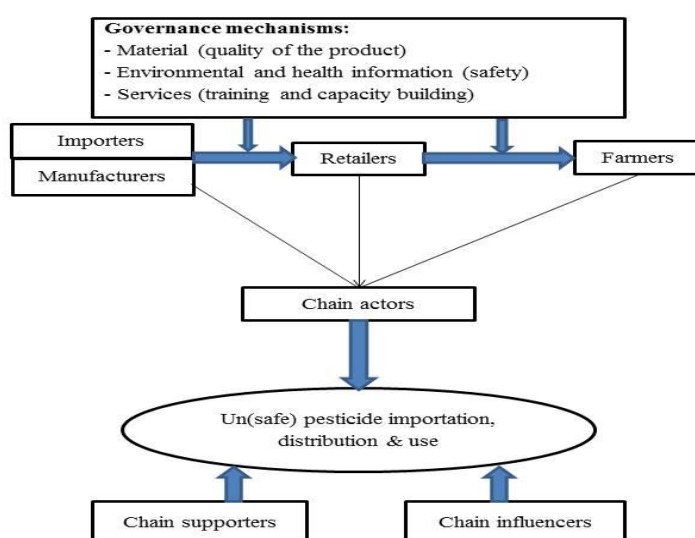 Governance mechanisms:
- Material (quality of the product)
- Environmental and health information (safety)
- Services (training and capacity building)
Importers
Manufacturers
Retailers
Farmers
Chain actors
Un(safe) pesticide importation,
distribution & use
Chain supporters
Chain influencers